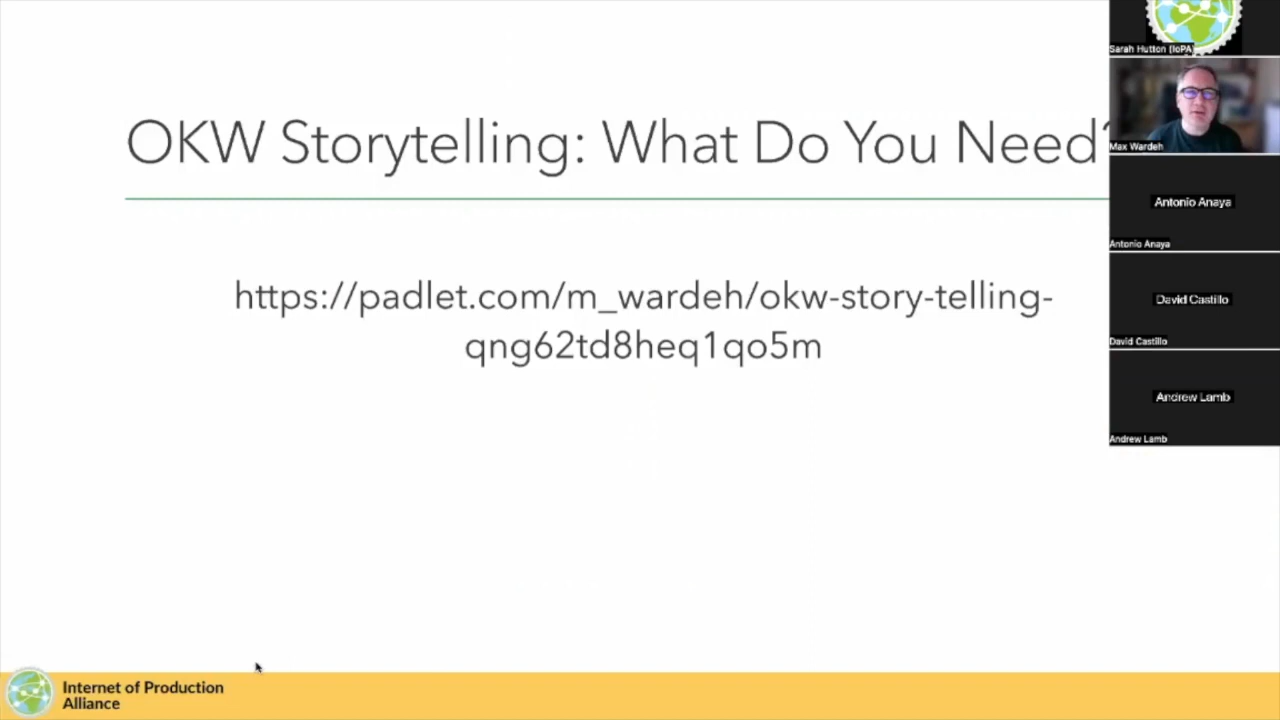 OKW Storytelling: What Do You Need?
https://padlet.com/m_wardeh/okw-story-telling-
qng62td8heq1qo5m
Sarah Hutton (IoPA)
Max Wardeh
Antonio Anaya
Antonio Anaya
David Castillo
David Castillo
Andrew Lamb
Andrew Lamb
Internet of Production
Alliance